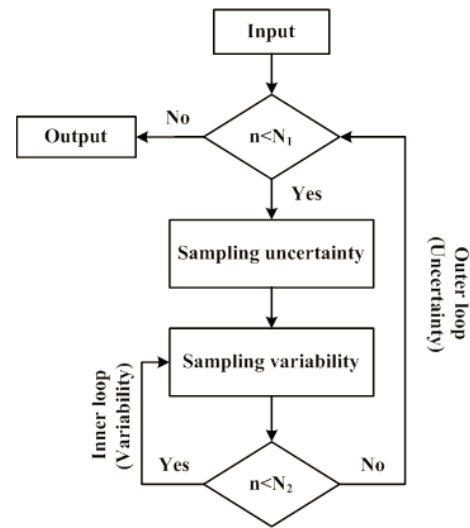 Input
n<N₁
No
Output
Yes
Sampling uncertainty
Sampling variability
n<N₂
Yes
No
Inner loop
(Variability)
Outer loop
(Uncertainty)